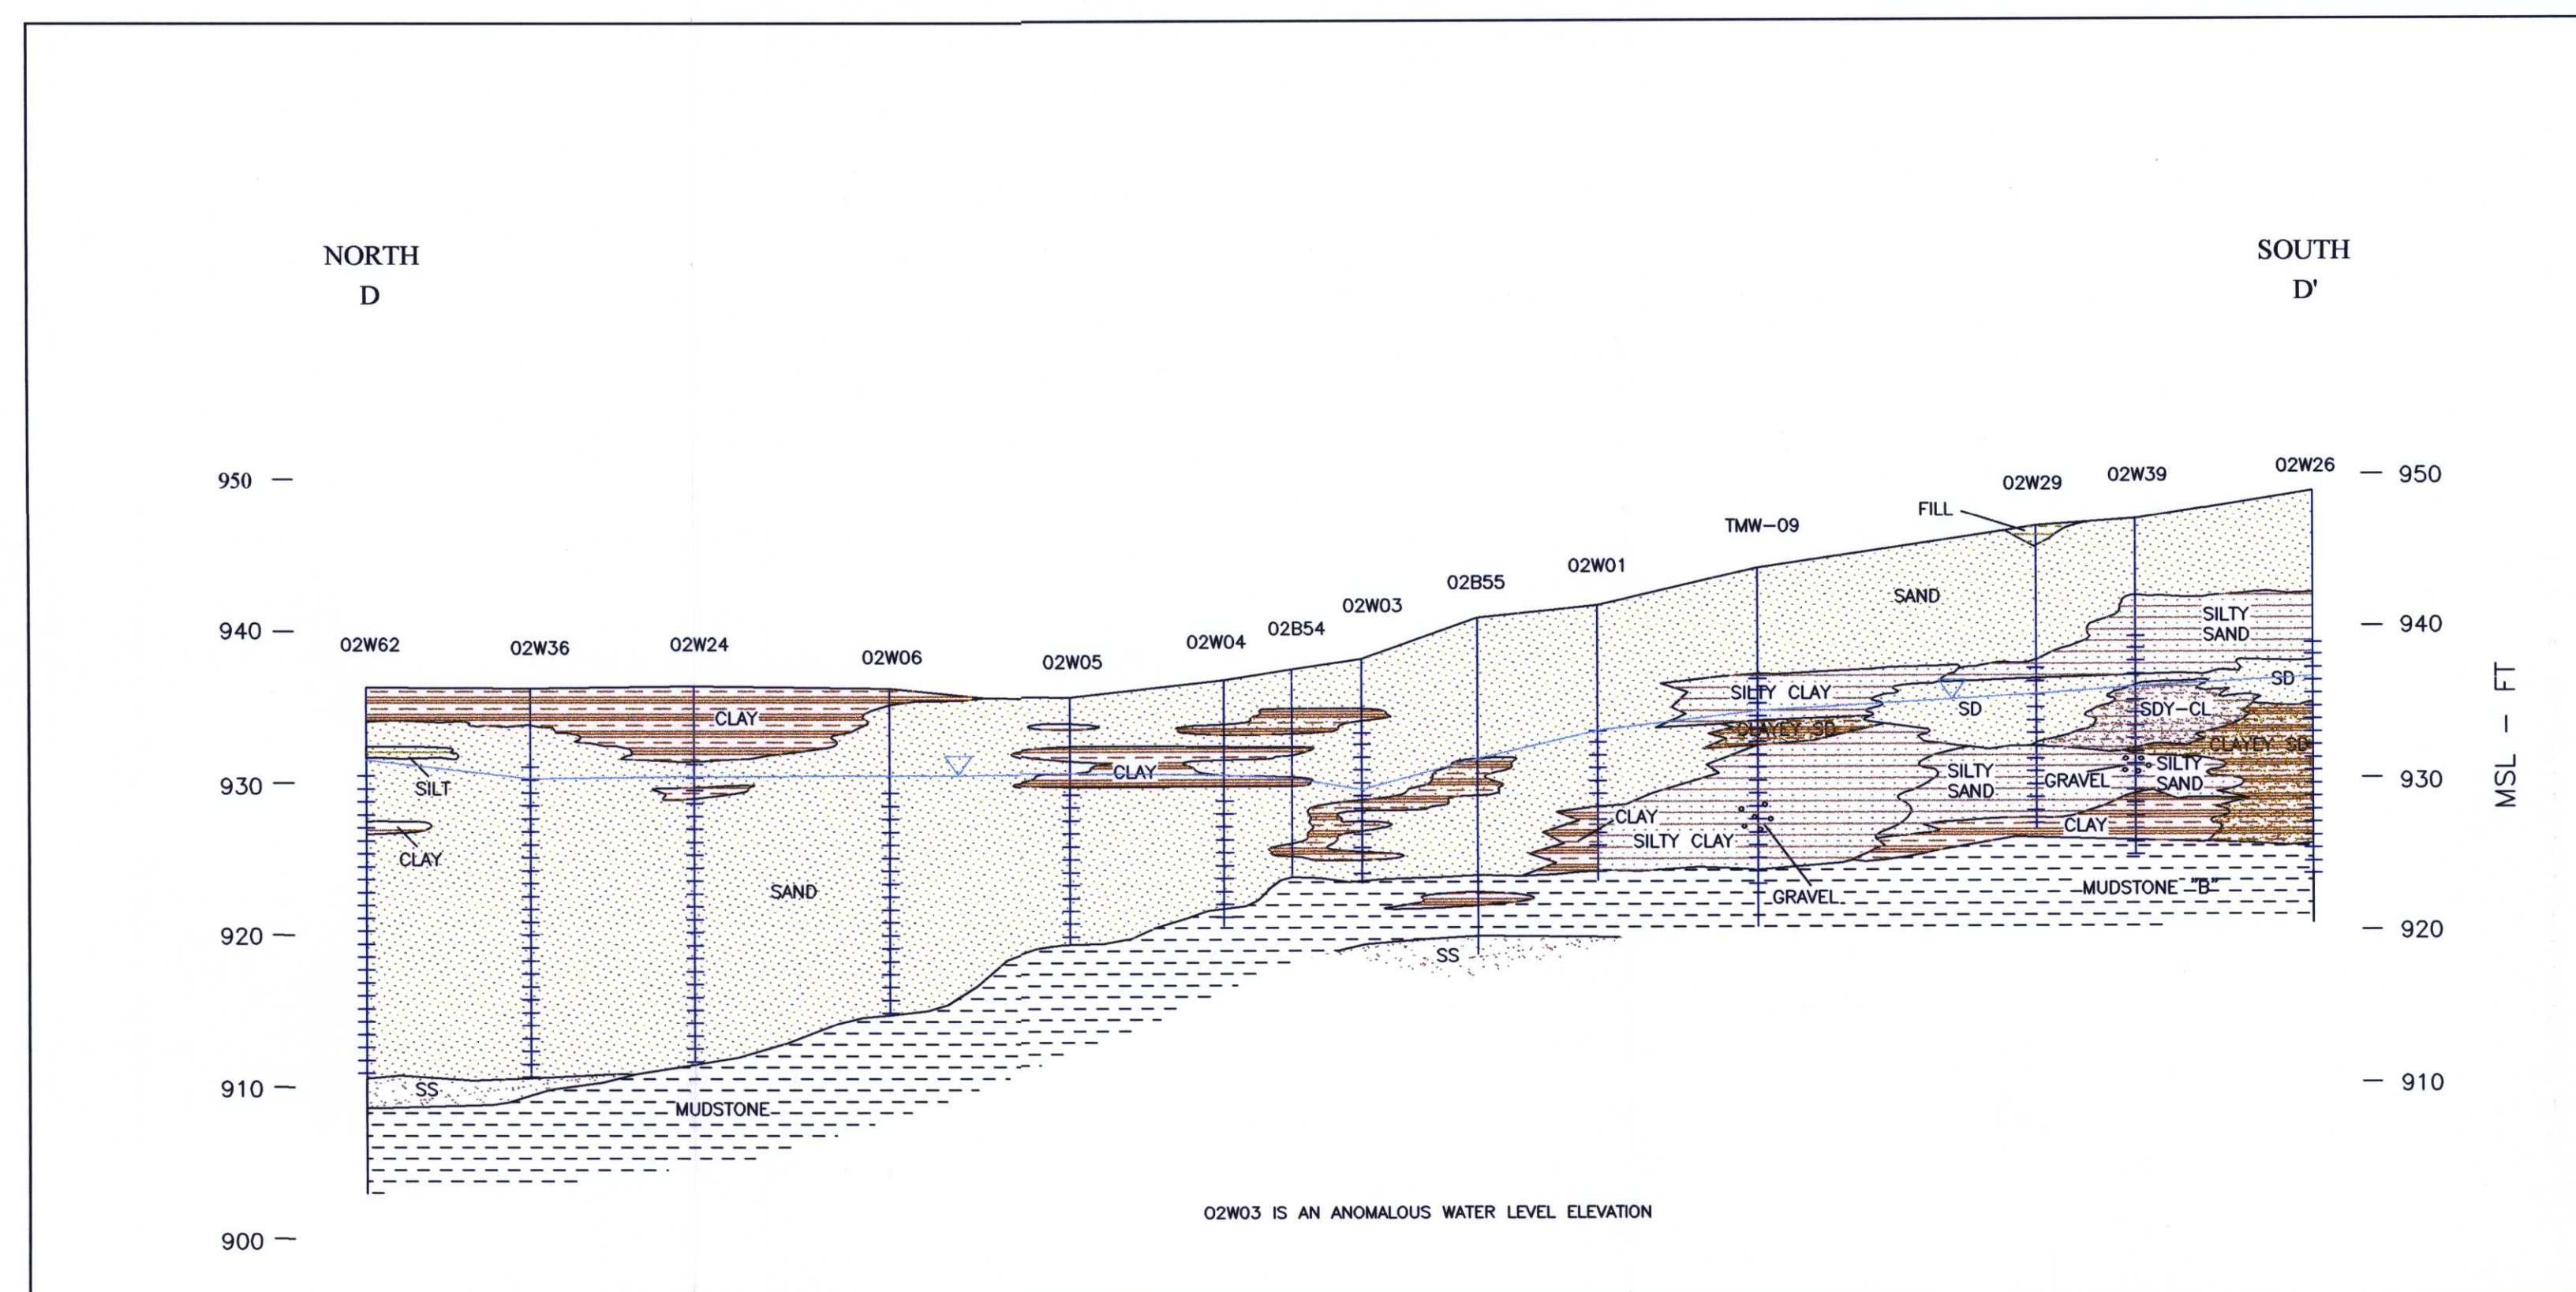 NORTH
D
SOUTH
D'
950
940
930
920
910
900
950
940
930
920
910
MSL - FT
02W62
02W36
02W24
02W06
02W05
02W04
02B54
02W03
02B55
02W01
TMW-09
02W29
02W39
02W26
FILL
SAND
SILTY
SAND
CLAY
SILTY CLAY
SD
SD
SDY-CL
CLAYEY SD
CLAYEY SD
SILT
CLAY
SILTY
SAND
GRAVEL
SILTY
SAND
CLAY
CLAY
SILTY CLAY
CLAY
SAND
GRAVEL
MUDSTONE "B"
SS
SS
MUDSTONE
02W03 IS AN ANOMALOUS WATER LEVEL ELEVATION